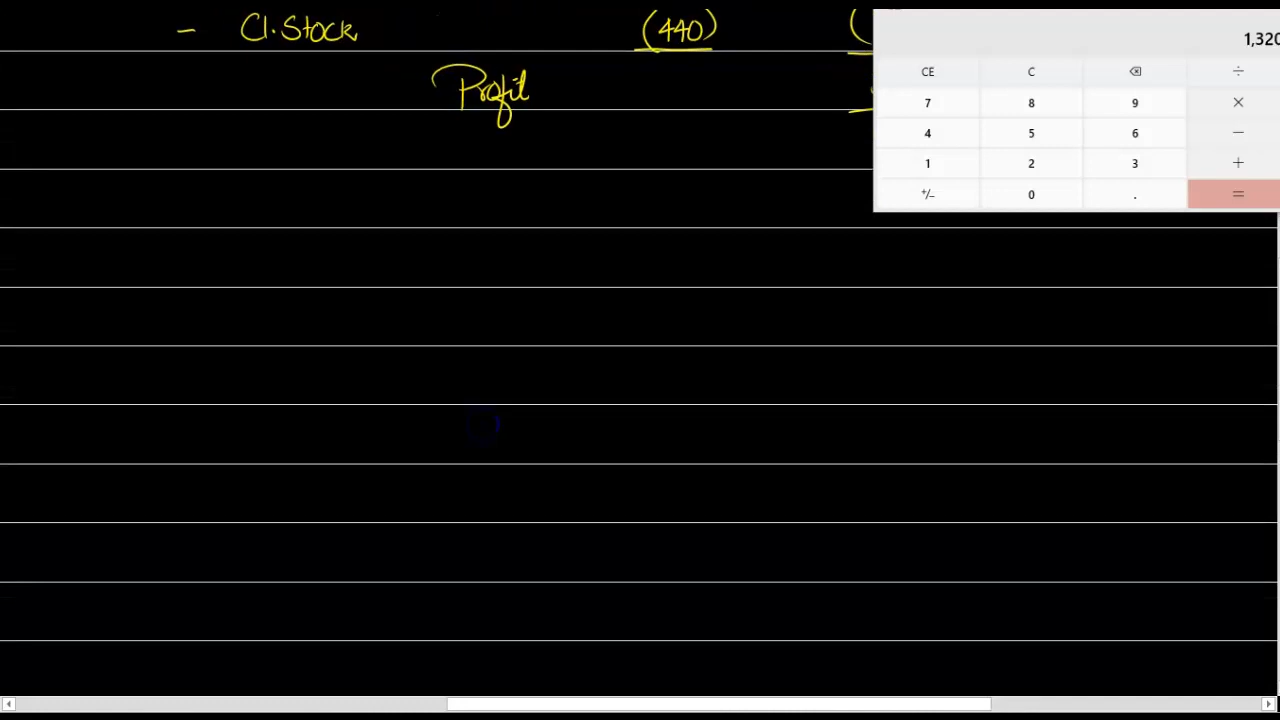 - Cl. Stock (440) (
Profit
1,320
CE C ⌫ ÷
7 8 9 ×
4 5 6 −
1 2 3 +
+/− 0 . =